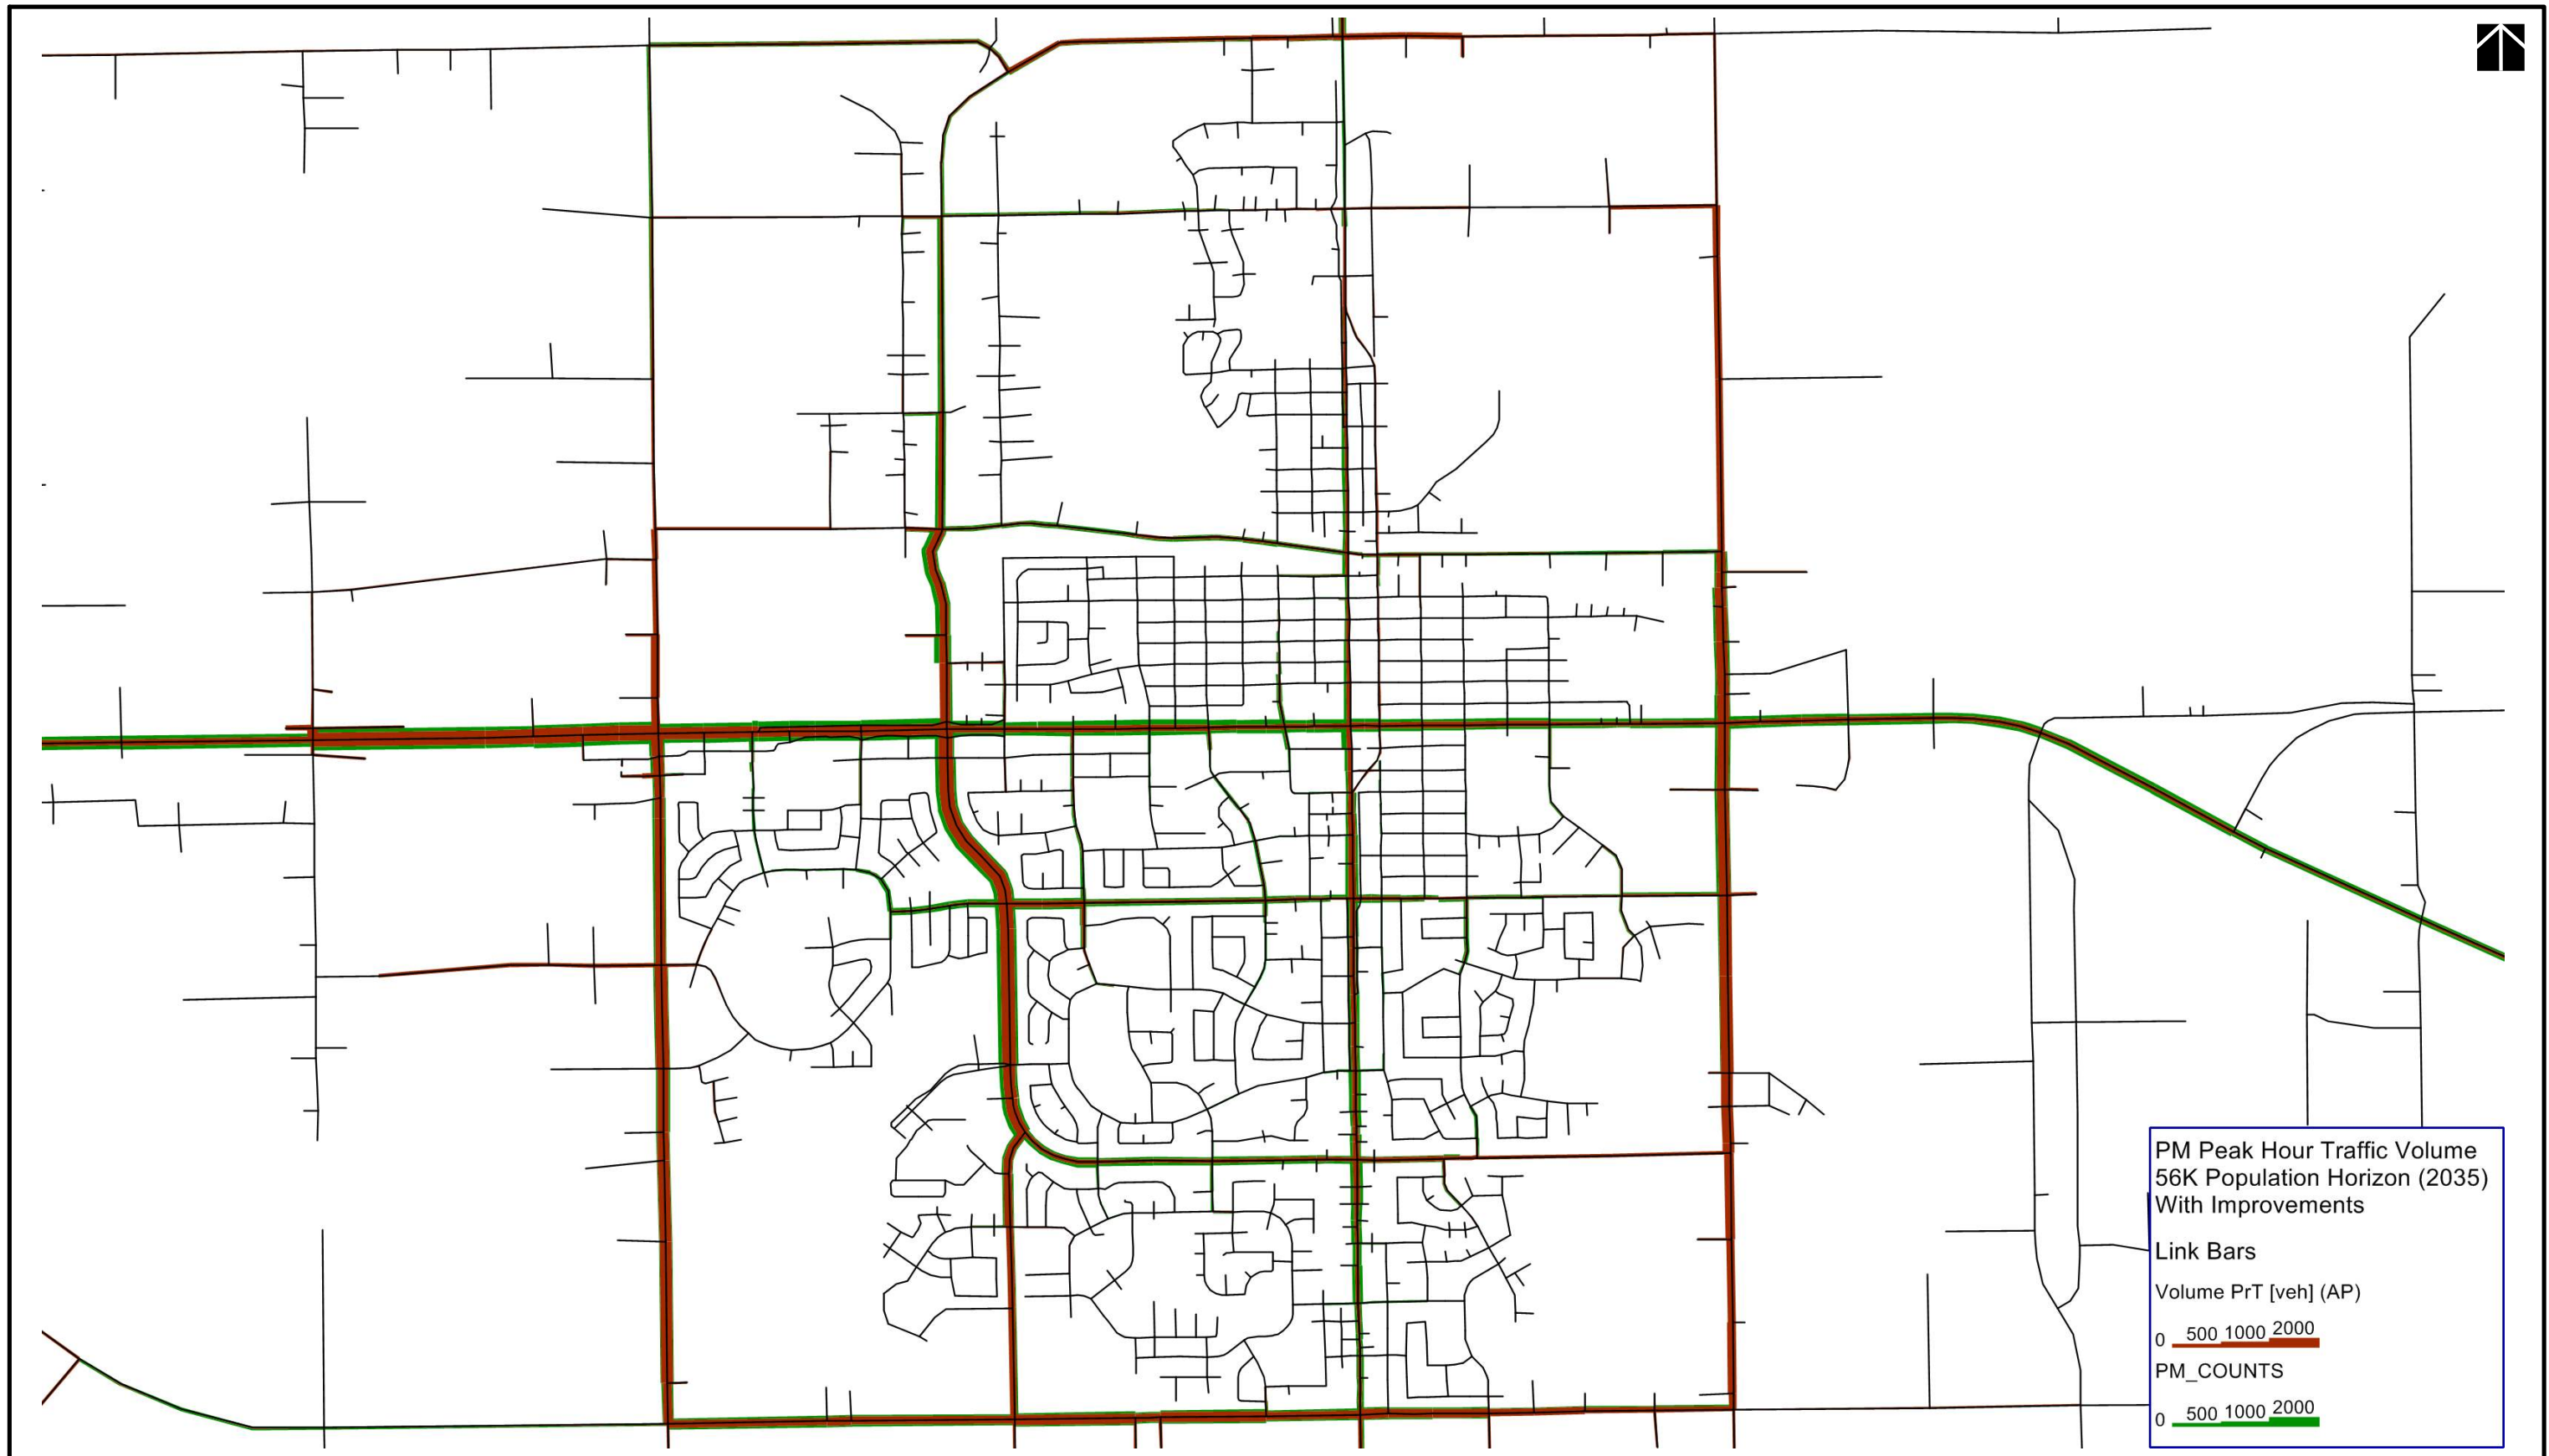 PM Peak Hour Traffic Volume
56K Population Horizon (2035)
With Improvements
Link Bars
Volume PrT [veh] (AP)
0 500 1000 2000
PM_COUNTS
0 500 1000 2000